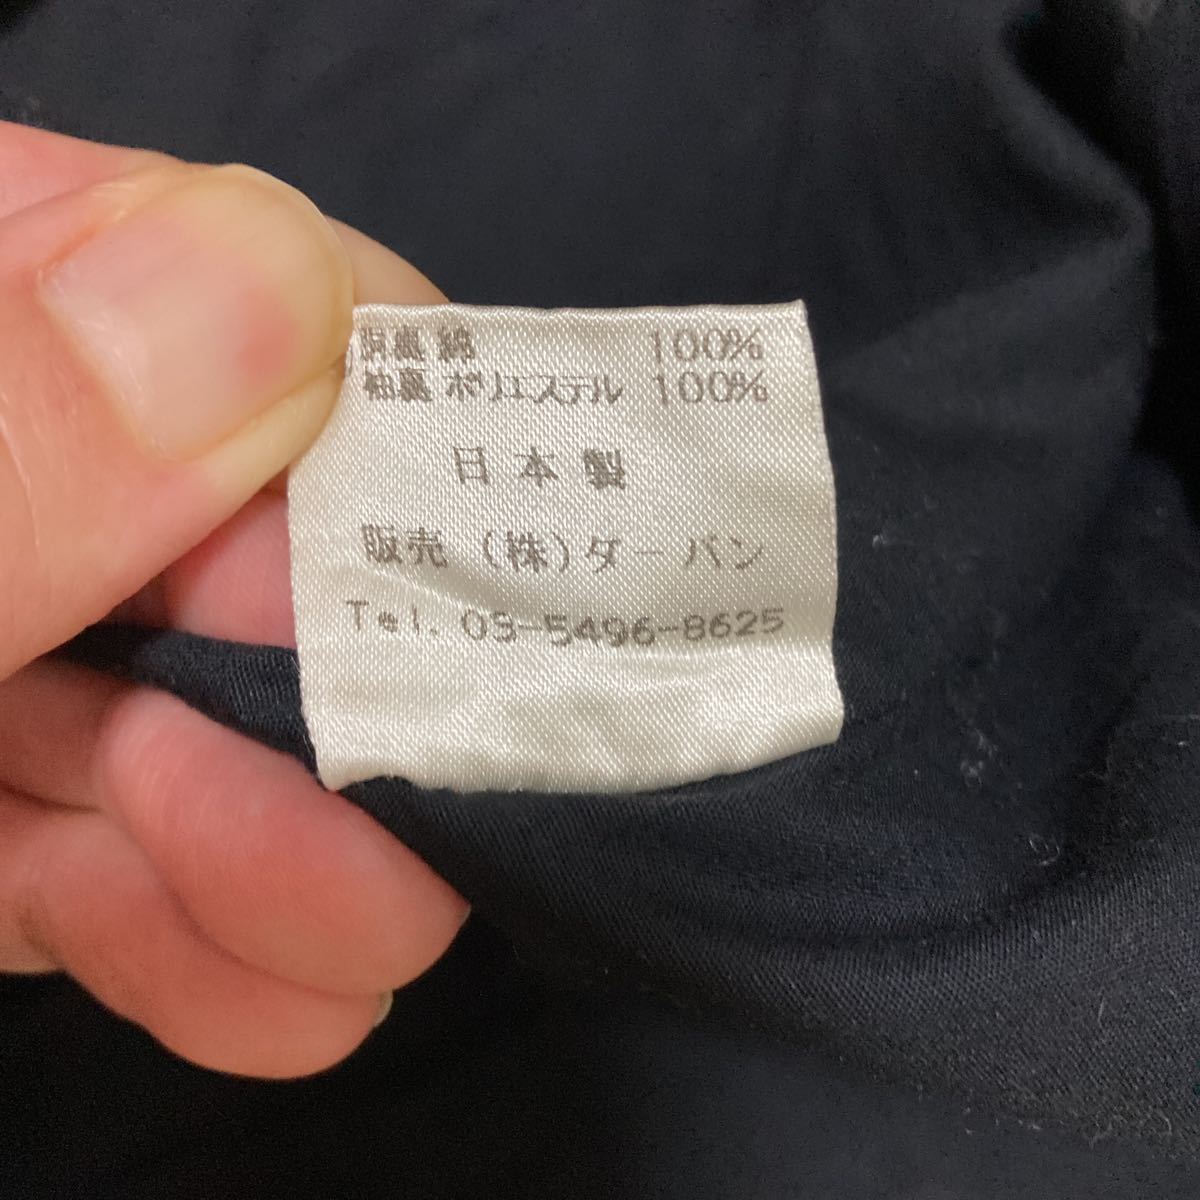 胴裏 綿 100%
袖裏 ポリエステル 100%
日本製
販売 (株)ダーバン
Tel. 03-5496-8625